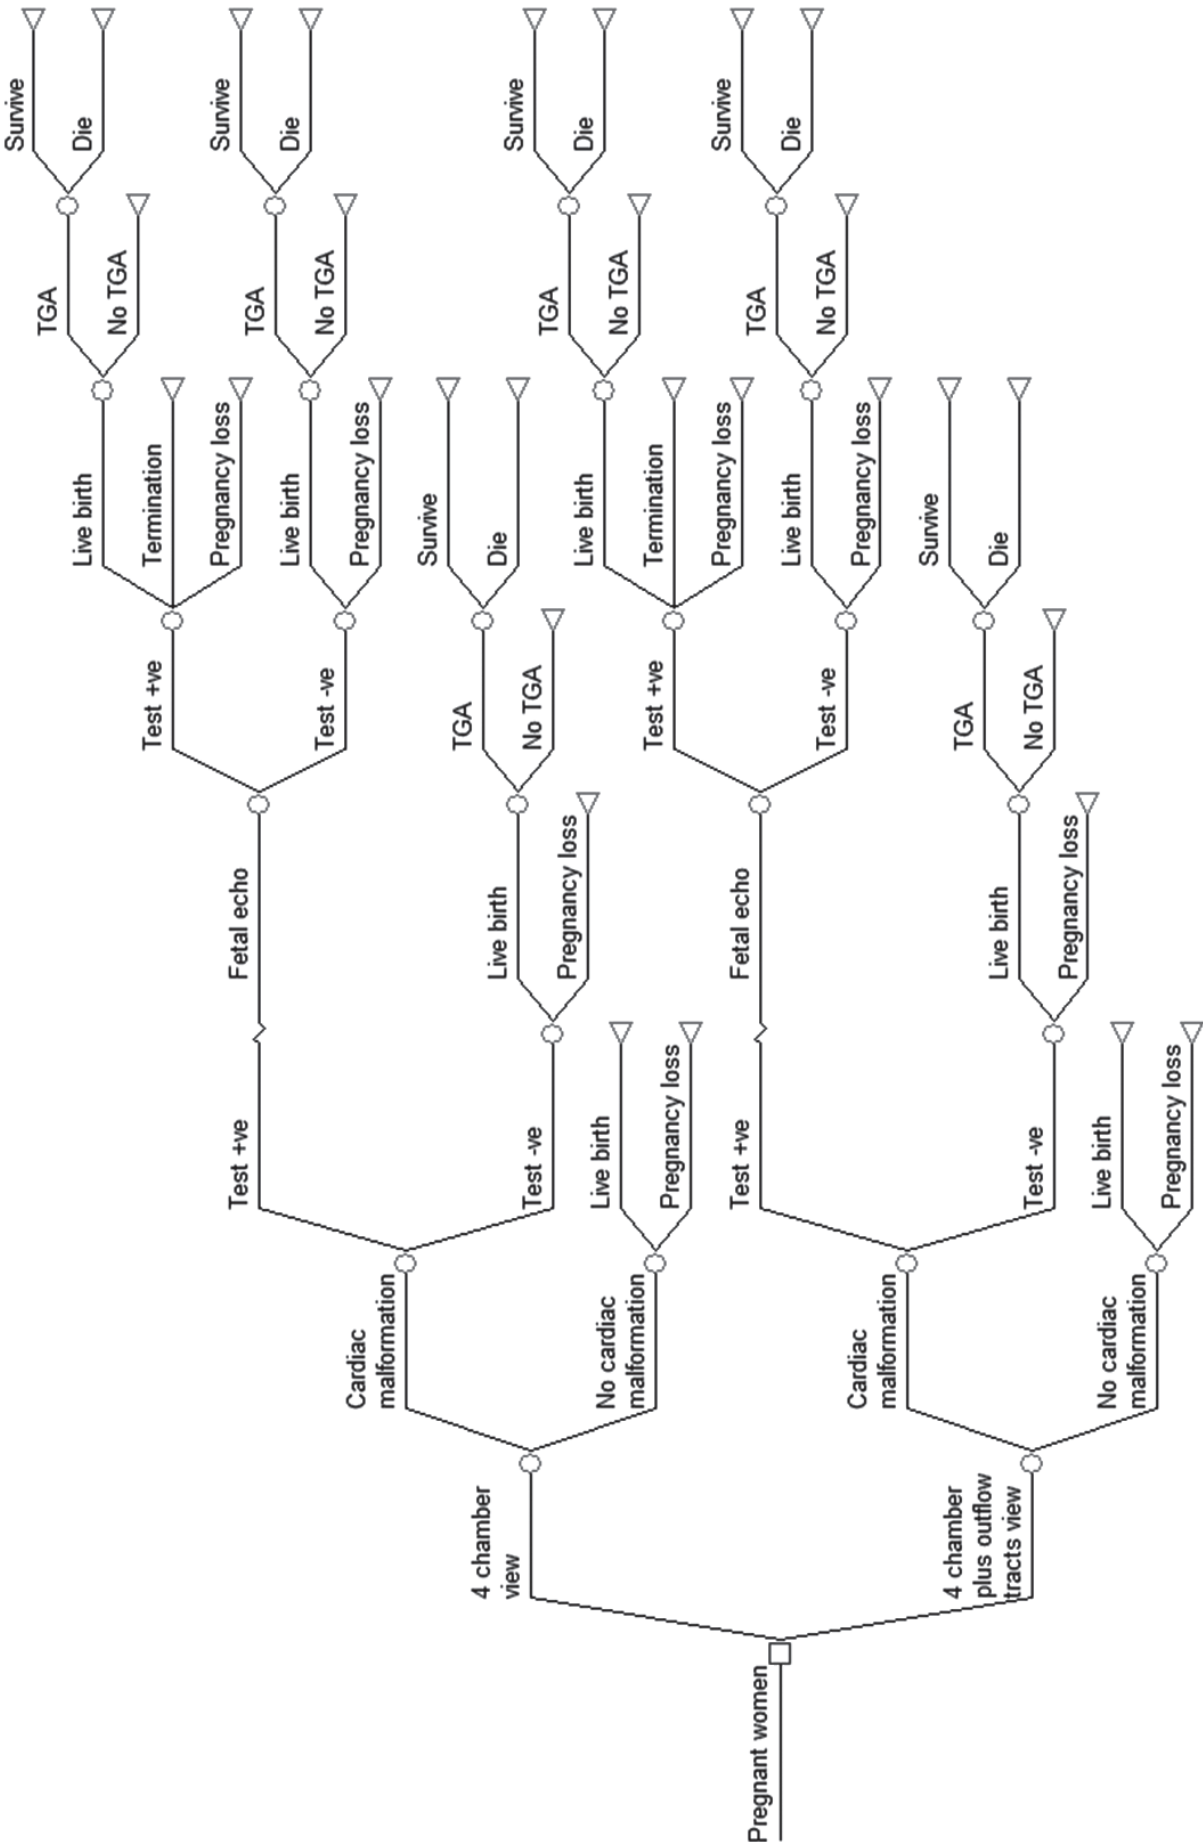 Pregnant women
4 chamber
view
Cardiac
malformation
Test +ve
Fetal echo
Test +ve
Live birth
TGA
Survive
Die
No TGA
Termination
Pregnancy loss
Test -ve
Live birth
TGA
Survive
Die
No TGA
Pregnancy loss
Test -ve
Live birth
TGA
Survive
Die
No TGA
Pregnancy loss
No cardiac
malformation
Live birth
Pregnancy loss
4 chamber
plus outflow
tracts view
Cardiac
malformation
Test +ve
Fetal echo
Test +ve
Live birth
TGA
Survive
Die
No TGA
Termination
Pregnancy loss
Test -ve
Live birth
TGA
Survive
Die
No TGA
Pregnancy loss
Test -ve
Live birth
TGA
Survive
Die
No TGA
Pregnancy loss
No cardiac
malformation
Live birth
Pregnancy loss